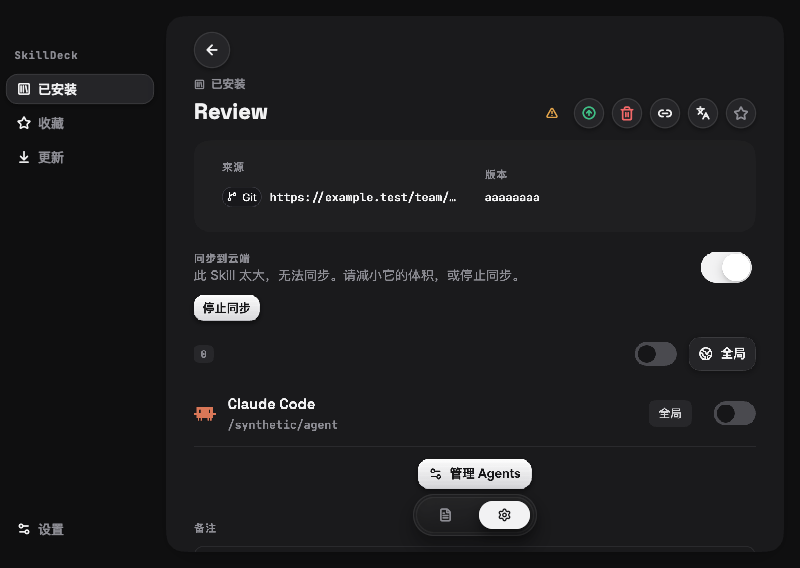 SkillDeck
已安装
收藏
更新
设置
已安装
Review
来源
Git https://example.test/team/…
版本
aaaaaaaa
同步到云端
此 Skill 太大，无法同步。请减小它的体积，或停止同步。
停止同步
0
全局
Claude Code
/synthetic/agent
全局
管理 Agents
备注